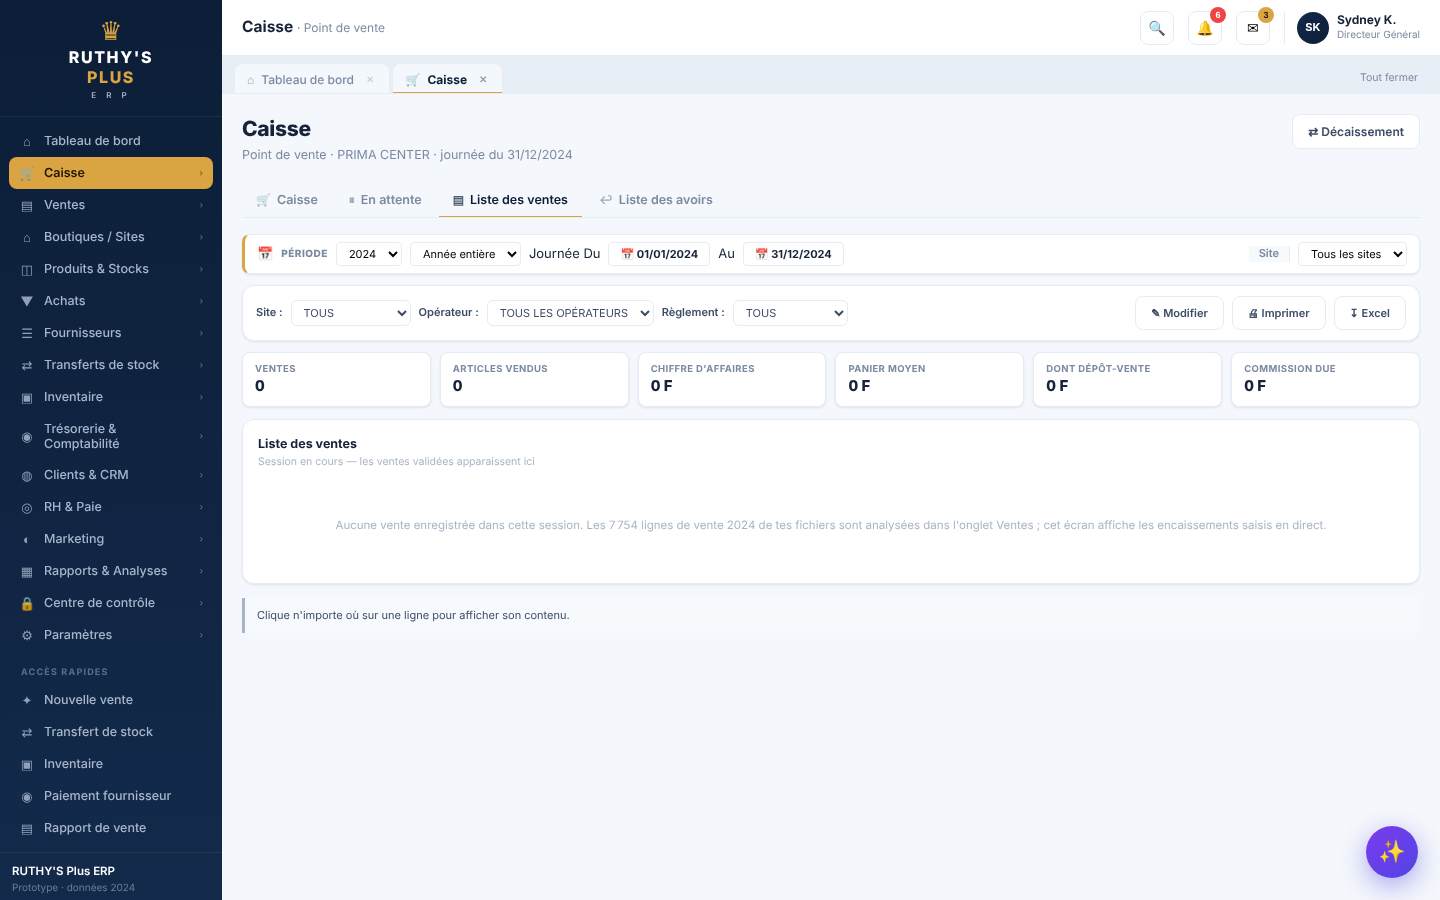 RUTHY'S
PLUS
ERP
Tableau de bord
Caisse
Ventes
Boutiques / Sites
Produits & Stocks
Achats
Fournisseurs
Transferts de stock
Inventaire
Trésorerie &
Comptabilité
Clients & CRM
RH & Paie
Marketing
Rapports & Analyses
Centre de contrôle
Paramètres
ACCÈS RAPIDES
Nouvelle vente
Transfert de stock
Inventaire
Paiement fournisseur
Rapport de vente
RUTHY'S Plus ERP
Prototype · données 2024
Caisse · Point de vente
6
3
SK
Sydney K.
Directeur Général
Tableau de bord ×
Caisse ×
Tout fermer
Caisse
Point de vente · PRIMA CENTER · journée du 31/12/2024
⇄ Décaissement
Caisse
En attente
Liste des ventes
Liste des avoirs
PÉRIODE 2024 Année entière Journée Du 01/01/2024 Au 31/12/2024 Site Tous les sites
Site : TOUS Opérateur : TOUS LES OPÉRATEURS Règlement : TOUS Modifier Imprimer Excel
VENTES
0
ARTICLES VENDUS
0
CHIFFRE D'AFFAIRES
0 F
PANIER MOYEN
0 F
DONT DÉPÔT-VENTE
0 F
COMMISSION DUE
0 F
Liste des ventes
Session en cours — les ventes validées apparaissent ici
Aucune vente enregistrée dans cette session. Les 7 754 lignes de vente 2024 de tes fichiers sont analysées dans l'onglet Ventes ; cet écran affiche les encaissements saisis en direct.
Clique n'importe où sur une ligne pour afficher son contenu.